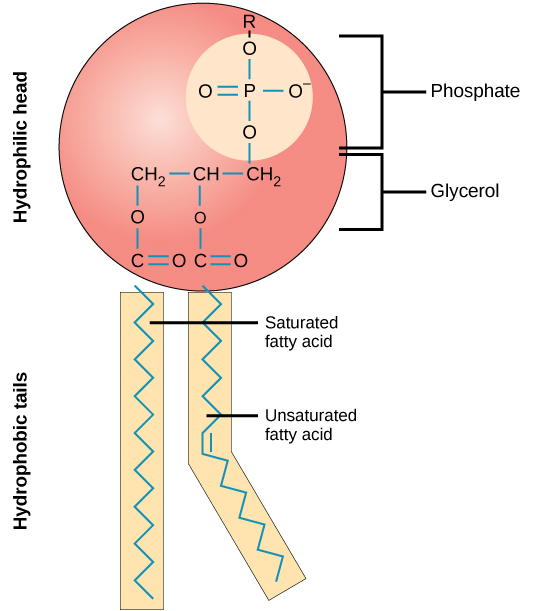 R
O
O=P—O⁻
O
Phosphate
Hydrophilic head
CH₂—CH—CH₂
Glycerol
O O
C=O C=O
Saturated
fatty acid
Unsaturated
fatty acid
Hydrophobic tails